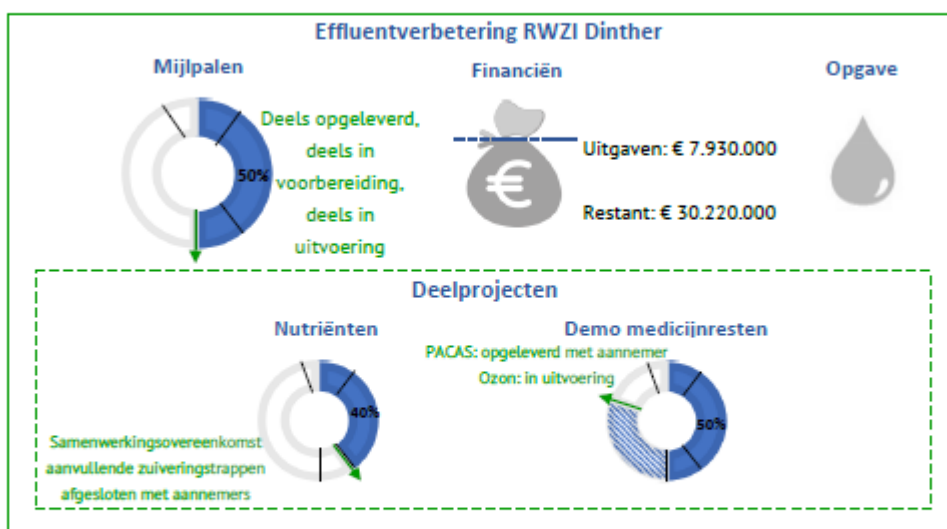 Effluentverbetering RWZI Dinther
Mijlpalen
Financiën
Opgave
50%
Deels opgeleverd,
deels in
voorbereiding,
deels in
uitvoering
€
Uitgaven: € 7.930.000
Restant: € 30.220.000
Deelprojecten
Nutriënten
40%
Samenwerkingsovereenkomst
aanvullende zuiveringstrappen
afgesloten met aannemers
Demo medicijnresten
PACAS: opgeleverd met aannemer
Ozon: in uitvoering
50%